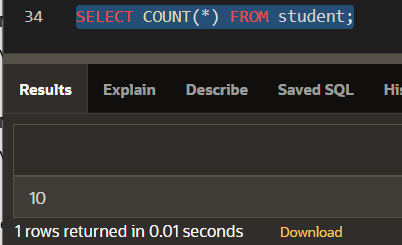 34 SELECT COUNT(*) FROM student;
Results Explain Describe Saved SQL His
10
1 rows returned in 0.01 seconds Download